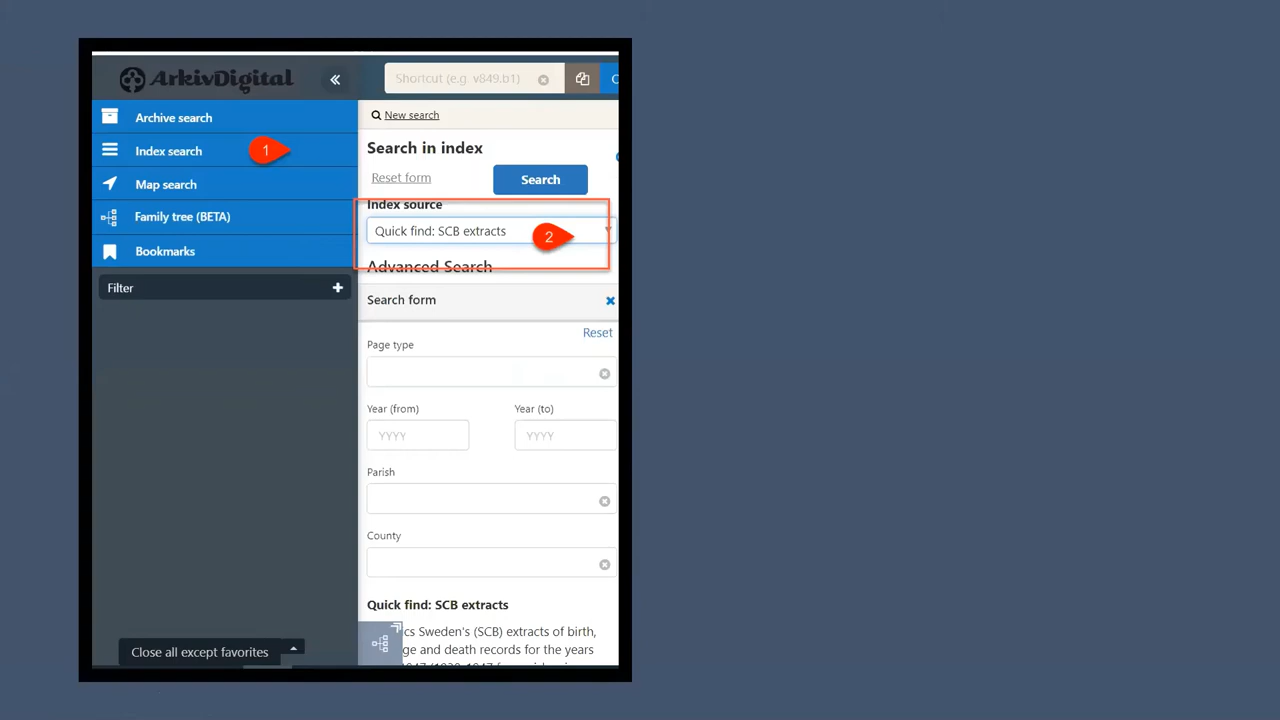 ArkivDigital
Shortcut (e.g. v849.b1)
Archive search
Index search
1
Map search
Family tree (BETA)
Bookmarks
Filter
Close all except favorites
New search
Search in index
Reset form
Search
Index source
Quick find: SCB extracts
2
Advanced Search
Search form
Reset
Page type
Year (from)
Year (to)
YYYY
YYYY
Parish
County
Quick find: SCB extracts
cs Sweden's (SCB) extracts of birth,
ge and death records for the years